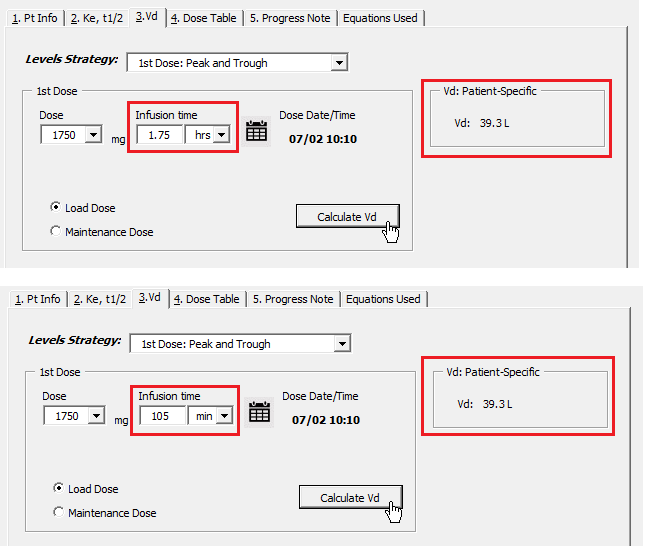 1. Pt Info 2. Ke, t1/2 3.Vd 4. Dose Table 5. Progress Note Equations Used
Levels Strategy: 1st Dose: Peak and Trough
1st Dose Vd: Patient-Specific
Dose Infusion time Dose Date/Time
Vd: 39.3 L
1750 mg 1.75 hrs 07/02 10:10
Load Dose Calculate Vd
Maintenance Dose
1. Pt Info 2. Ke, t1/2 3.Vd 4. Dose Table 5. Progress Note Equations Used
Levels Strategy: 1st Dose: Peak and Trough
1st Dose Vd: Patient-Specific
Dose Infusion time Dose Date/Time
Vd: 39.3 L
1750 mg 105 min 07/02 10:10
Load Dose Calculate Vd
Maintenance Dose